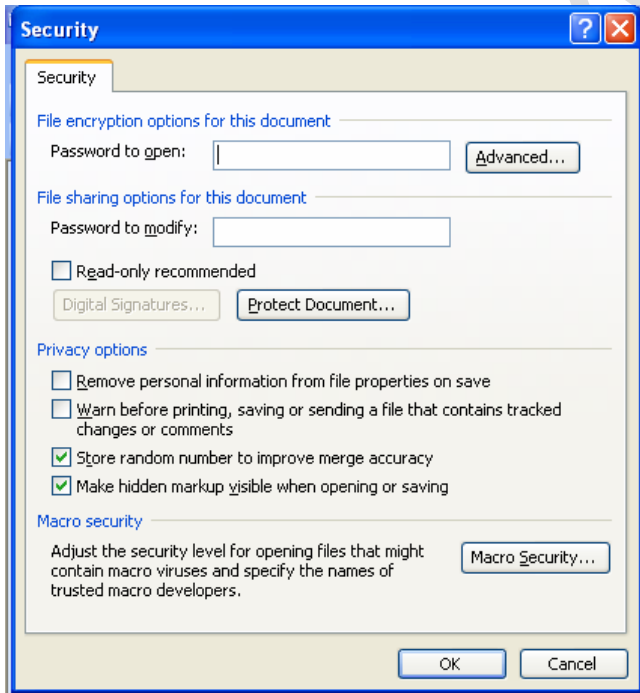 Security
Security
File encryption options for this document
Password to open:
Advanced...
File sharing options for this document
Password to modify:
Read-only recommended
Digital Signatures...
Protect Document...
Privacy options
Remove personal information from file properties on save
Warn before printing, saving or sending a file that contains tracked
changes or comments
Store random number to improve merge accuracy
Make hidden markup visible when opening or saving
Macro security
Adjust the security level for opening files that might
contain macro viruses and specify the names of
trusted macro developers.
Macro Security...
OK
Cancel